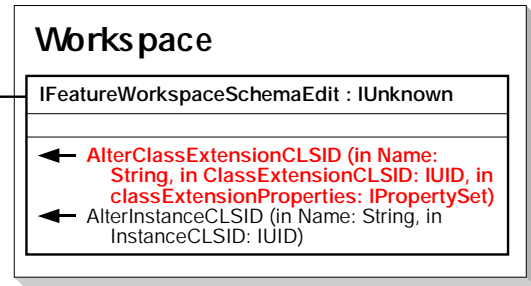 Workspace
IFeatureWorkspaceSchemaEdit : IUnknown
AlterClassExtensionCLSID (in Name:
String, in ClassExtensionCLSID: IUID, in
classExtensionProperties: IPropertySet)
AlterInstanceCLSID (in Name: String, in
InstanceCLSID: IUID)